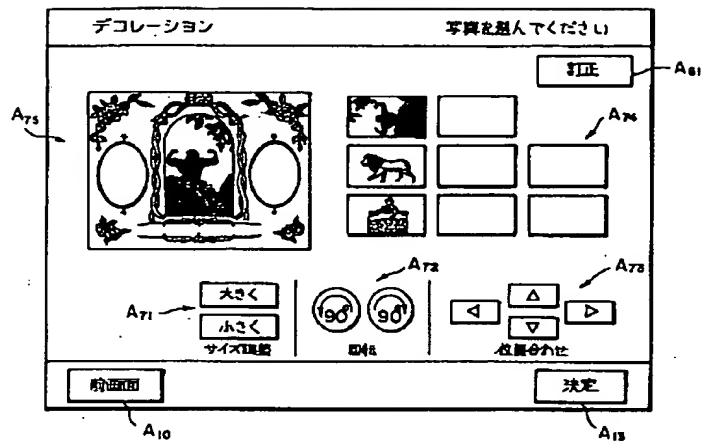 デコレーション 写真を選んでください
訂正 A61
A75 A74
A71 大きく
小さく
サイズ調節
A72
90 90
回転
A73
◁ △ ▽ ▷
位置合わせ
前画面 決定
A10 A13